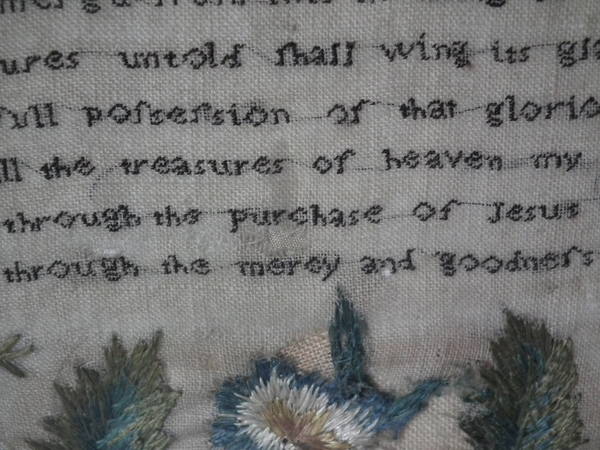 ures untold ſhall wing its
full poſseſsion of that glorio
ll the treasures of heaven my
through the purchase of Jesus
through the mercy and goodneſs